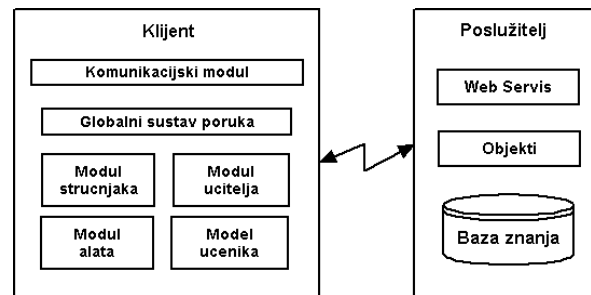 Klijent
Komunikacijski modul
Globalni sustav poruka
Modul
strucnjaka
Modul
ucitelja
Modul
alata
Model
ucenika
Poslužitelj
Web Servis
Objekti
Baza znanja